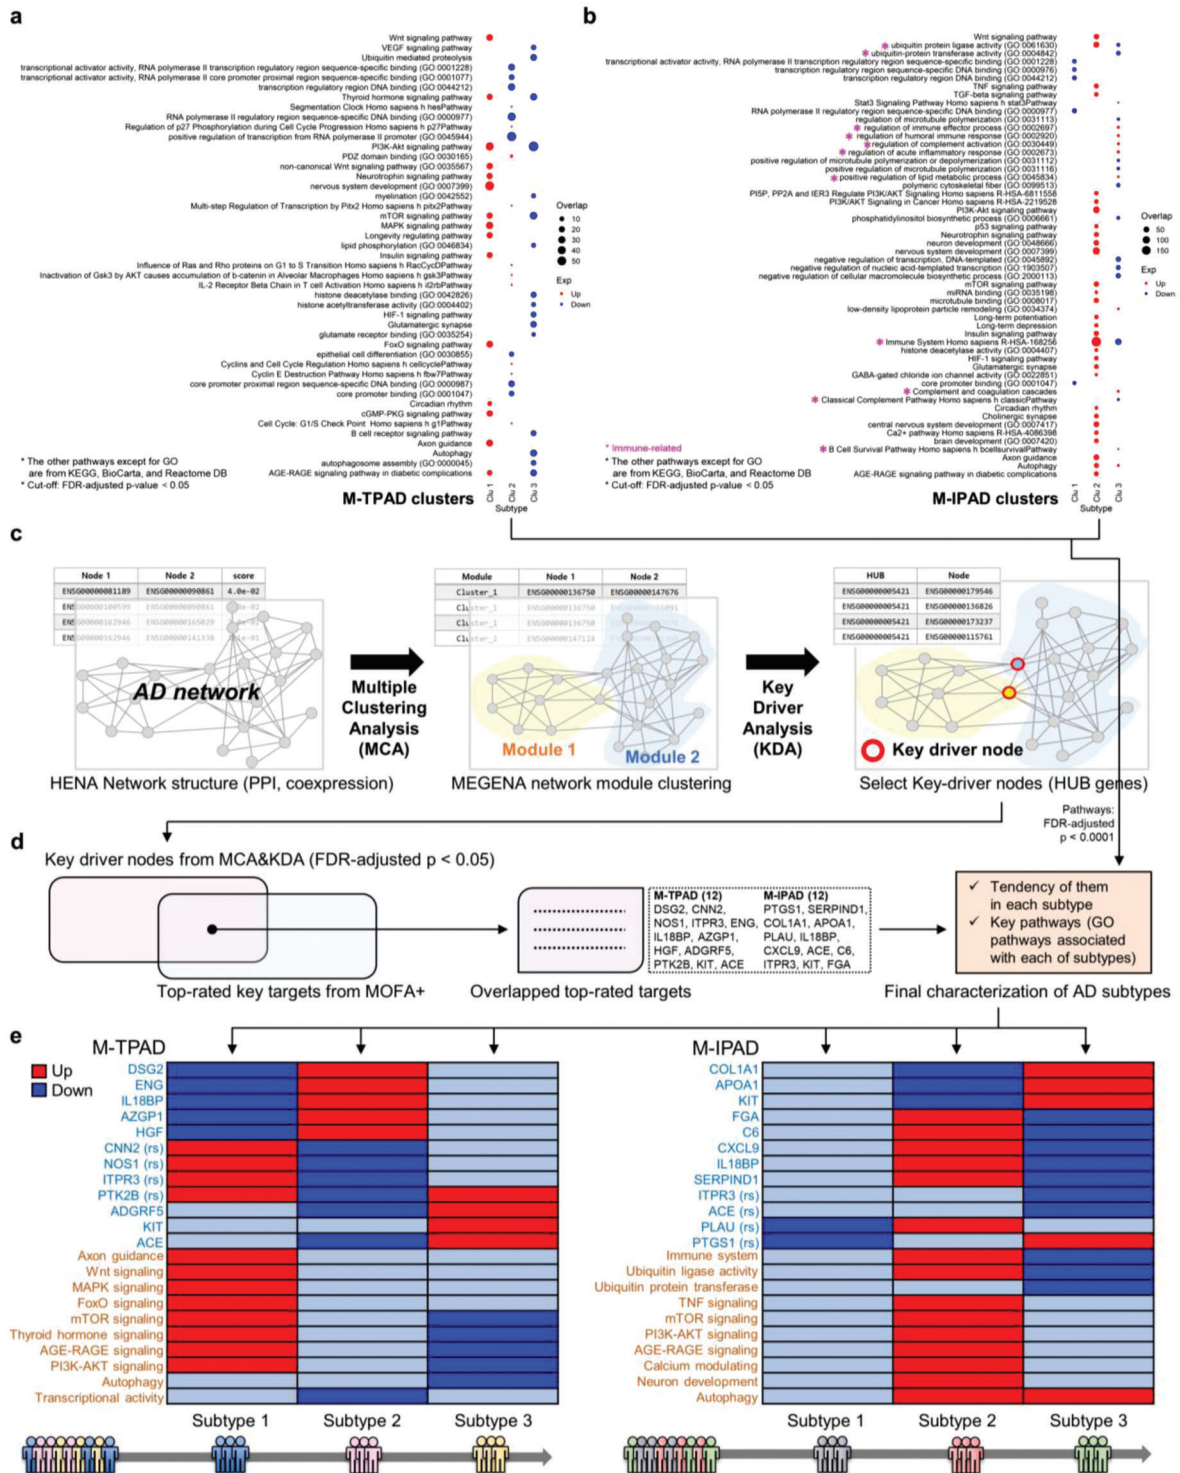 a
Wnt signaling pathway
VEGF signaling pathway
Ubiquitin mediated proteolysis
transcriptional activator activity, RNA polymerase II transcription regulatory region sequence-specific binding (GO:0001228)
transcriptional activator activity, RNA polymerase II core promoter proximal region sequence-specific binding (GO:0001077)
transcription regulatory region DNA binding (GO:0044212)
Thyroid hormone signaling pathway
Segmentation Clock Homo sapiens h hesPathway
RNA polymerase II regulatory region sequence-specific DNA binding (GO:0000977)
Regulation of p27 Phosphorylation during Cell Cycle Progression Homo sapiens h p27Pathway
positive regulation of transcription from RNA polymerase II promoter (GO:0045944)
PI3K-Akt signaling pathway
PDZ domain binding (GO:0030165)
non-canonical Wnt signaling pathway (GO:0035567)
Neurotrophin signaling pathway
nervous system development (GO:0007399)
myelination (GO:0042552)
Multi-step Regulation of Transcription by Pitx2 Homo sapiens h pitx2Pathway
mTOR signaling pathway
MAPK signaling pathway
Longevity regulating pathway
lipid phosphorylation (GO:0046834)
Insulin signaling pathway
Influence of Ras and Rho proteins on G1 to S Transition Homo sapiens h RacCycDPathway
Inactivation of Gsk3 by AKT causes accumulation of b-catenin in Alveolar Macrophages Homo sapiens h gsk3Pathway
IL-2 Receptor Beta Chain in T cell Activation Homo sapiens h il2rbPathway
histone deacetylase binding (GO:0042826)
histone acetyltransferase activity (GO:0004402)
HIF-1 signaling pathway
Glutamatergic synapse
glutamate receptor binding (GO:0035254)
FoxO signaling pathway
epithelial cell differentiation (GO:0030855)
Cyclins and Cell Cycle Regulation Homo sapiens h cellcyclePathway
Cyclin E Destruction Pathway Homo sapiens h fbw7Pathway
core promoter proximal region sequence-specific DNA binding (GO:0000987)
core promoter binding (GO:0001047)
Circadian rhythm
cGMP-PKG signaling pathway
Cell Cycle: G1/S Check Point Homo sapiens h g1Pathway
B cell receptor signaling pathway
Axon guidance
Autophagy
autophagosome assembly (GO:0000045)
AGE-RAGE signaling pathway in diabetic complications
* The other pathways except for GO
are from KEGG, BioCarta, and Reactome DB
* Cut-off: FDR-adjusted p-value < 0.05
M-TPAD clusters
Clu 1
Clu 2
Clu 3
Subtype
Overlap
10
20
30
40
50
Exp
Up
Down
b
Wnt signaling pathway
* ubiquitin protein ligase activity (GO:0061630)
* ubiquitin-protein transferase activity (GO:0004842)
transcriptional activator activity, RNA polymerase II transcription regulatory region sequence-specific binding (GO:0001228)
transcription regulatory region sequence-specific DNA binding (GO:0000976)
transcription regulatory region DNA binding (GO:0044212)
TNF signaling pathway
TGF-beta signaling pathway
Stat3 Signaling Pathway Homo sapiens h stat3Pathway
RNA polymerase II regulatory region sequence-specific DNA binding (GO:0000977)
regulation of microtubule polymerization (GO:0031113)
* regulation of immune effector process (GO:0002697)
* regulation of humoral immune response (GO:0002920)
* regulation of complement activation (GO:0030449)
* regulation of acute inflammatory response (GO:0002673)
positive regulation of microtubule polymerization or depolymerization (GO:0031112)
positive regulation of microtubule polymerization (GO:0031116)
* positive regulation of lipid metabolic process (GO:0045834)
polymeric cytoskeletal fiber (GO:0099513)
PI5P, PP2A and IER3 Regulate PI3K/AKT Signaling Homo sapiens R-HSA-6811558
PI3K/AKT Signaling in Cancer Homo sapiens R-HSA-2219528
PI3K-Akt signaling pathway
phosphatidylinositol biosynthetic process (GO:0006661)
p53 signaling pathway
Neurotrophin signaling pathway
neuron development (GO:0048666)
nervous system development (GO:0007399)
negative regulation of transcription, DNA-templated (GO:0045892)
negative regulation of nucleic acid-templated transcription (GO:1903507)
negative regulation of cellular macromolecule biosynthetic process (GO:2000113)
mTOR signaling pathway
miRNA binding (GO:0035198)
microtubule binding (GO:0008017)
low-density lipoprotein particle remodeling (GO:0034374)
Long-term potentiation
Long-term depression
Insulin signaling pathway
* Immune System Homo sapiens R-HSA-168256
histone deacetylase activity (GO:0004407)
HIF-1 signaling pathway
Glutamatergic synapse
GABA-gated chloride ion channel activity (GO:0022851)
core promoter binding (GO:0001047)
* Complement and coagulation cascades
* Classical Complement Pathway Homo sapiens h classicPathway
Circadian rhythm
Cholinergic synapse
central nervous system development (GO:0007417)
Ca2+ pathway Homo sapiens R-HSA-4086398
brain development (GO:0007420)
* B Cell Survival Pathway Homo sapiens h bcellsurvivalPathway
Axon guidance
Autophagy
AGE-RAGE signaling pathway in diabetic complications
* Immune-related
* The other pathways except for GO
are from KEGG, BioCarta, and Reactome DB
* Cut-off: FDR-adjusted p-value < 0.05
M-IPAD clusters
Clu 1
Clu 2
Clu 3
Subtype
Overlap
50
100
150
Exp
Up
Down
c
Node 1 Node 2 score
ENSG00000081189 ENSG00000090861 4.0e-02
AD network
HENA Network structure (PPI, coexpression)
Multiple
Clustering
Analysis
(MCA)
Module Node 1 Node 2
Cluster_1 ENSG00000136750 ENSG00000147676
Module 1
Module 2
MEGENA network module clustering
Key
Driver
Analysis
(KDA)
HUB Node
ENSG00000005421 ENSG00000179546
ENSG00000005421 ENSG00000136826
ENSG00000005421 ENSG00000173237
ENSG00000005421 ENSG00000115761
Key driver node
Select Key-driver nodes (HUB genes)
Pathways:
FDR-adjusted
p < 0.0001
d
Key driver nodes from MCA&KDA (FDR-adjusted p < 0.05)
Top-rated key targets from MOFA+
Overlapped top-rated targets
M-TPAD (12)
DSG2, CNN2,
NOS1, ITPR3, ENG,
IL18BP, AZGP1,
HGF, ADGRF5,
PTK2B, KIT, ACE
M-IPAD (12)
PTGS1, SERPIND1,
COL1A1, APOA1,
PLAU, IL18BP,
CXCL9, ACE, C6,
ITPR3, KIT, FGA
✓ Tendency of them
in each subtype
✓ Key pathways (GO
pathways associated
with each of subtypes)
Final characterization of AD subtypes
e
M-TPAD
Up
Down
DSG2
ENG
IL18BP
AZGP1
HGF
CNN2 (rs)
NOS1 (rs)
ITPR3 (rs)
PTK2B (rs)
ADGRF5
KIT
ACE
Axon guidance
Wnt signaling
MAPK signaling
FoxO signaling
mTOR signaling
Thyroid hormone signaling
AGE-RAGE signaling
PI3K-AKT signaling
Autophagy
Transcriptional activity
Subtype 1 Subtype 2 Subtype 3
M-IPAD
COL1A1
APOA1
KIT
FGA
C6
CXCL9
IL18BP
SERPIND1
ITPR3 (rs)
ACE (rs)
PLAU (rs)
PTGS1 (rs)
Immune system
Ubiquitin ligase activity
Ubiquitin protein transferase
TNF signaling
mTOR signaling
PI3K-AKT signaling
AGE-RAGE signaling
Calcium modulating
Neuron development
Autophagy
Subtype 1 Subtype 2 Subtype 3